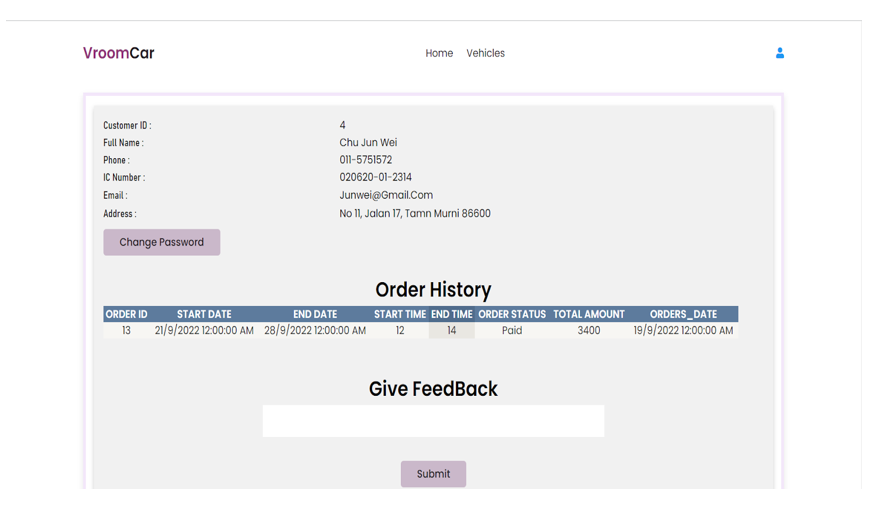 VroomCar Home Vehicles
Customer ID : 4
Full Name : Chu Jun Wei
Phone : 011-5751572
IC Number : 020620-01-2314
Email : Junwei@Gmail.Com
Address : No 11, Jalan 17, Tamn Murni 86600
Change Password
Order History
ORDER ID START DATE END DATE START TIME END TIME ORDER STATUS TOTAL AMOUNT ORDERS_DATE
13 21/9/2022 12:00:00 AM 28/9/2022 12:00:00 AM 12 14 Paid 3400 19/9/2022 12:00:00 AM
Give FeedBack
Submit